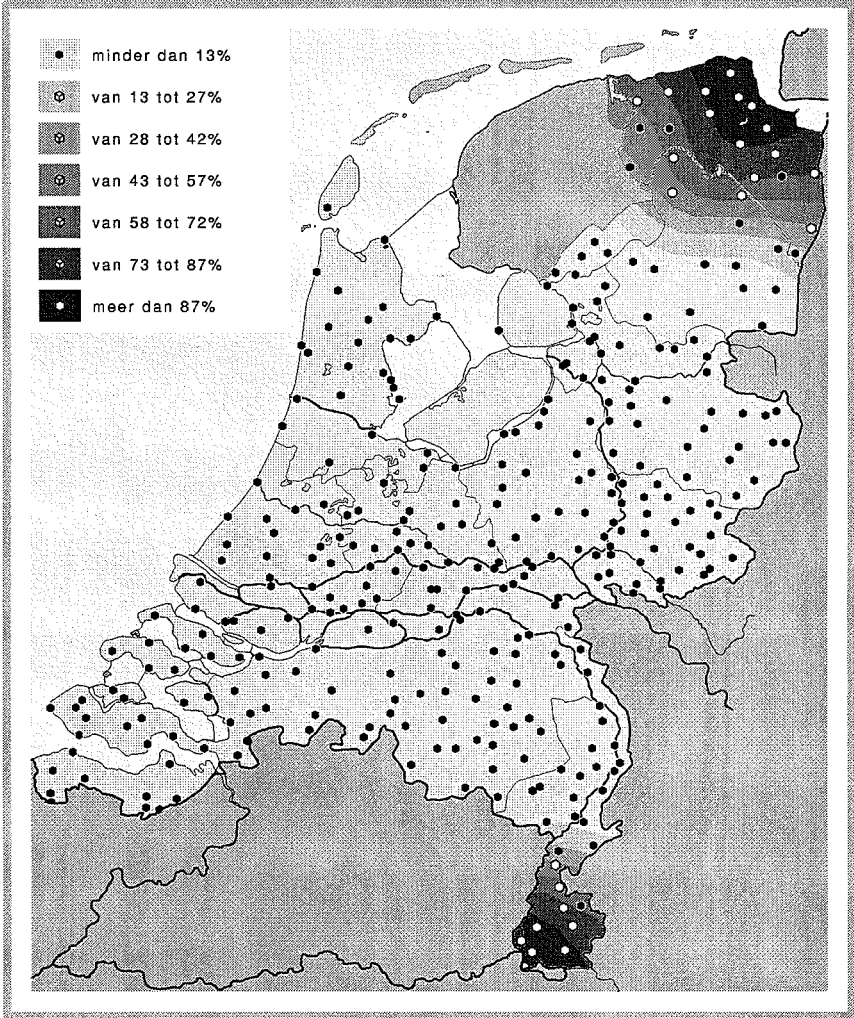 minder dan 13%
van 13 tot 27%
van 28 tot 42%
van 43 tot 57%
van 58 tot 72%
van 73 tot 87%
meer dan 87%